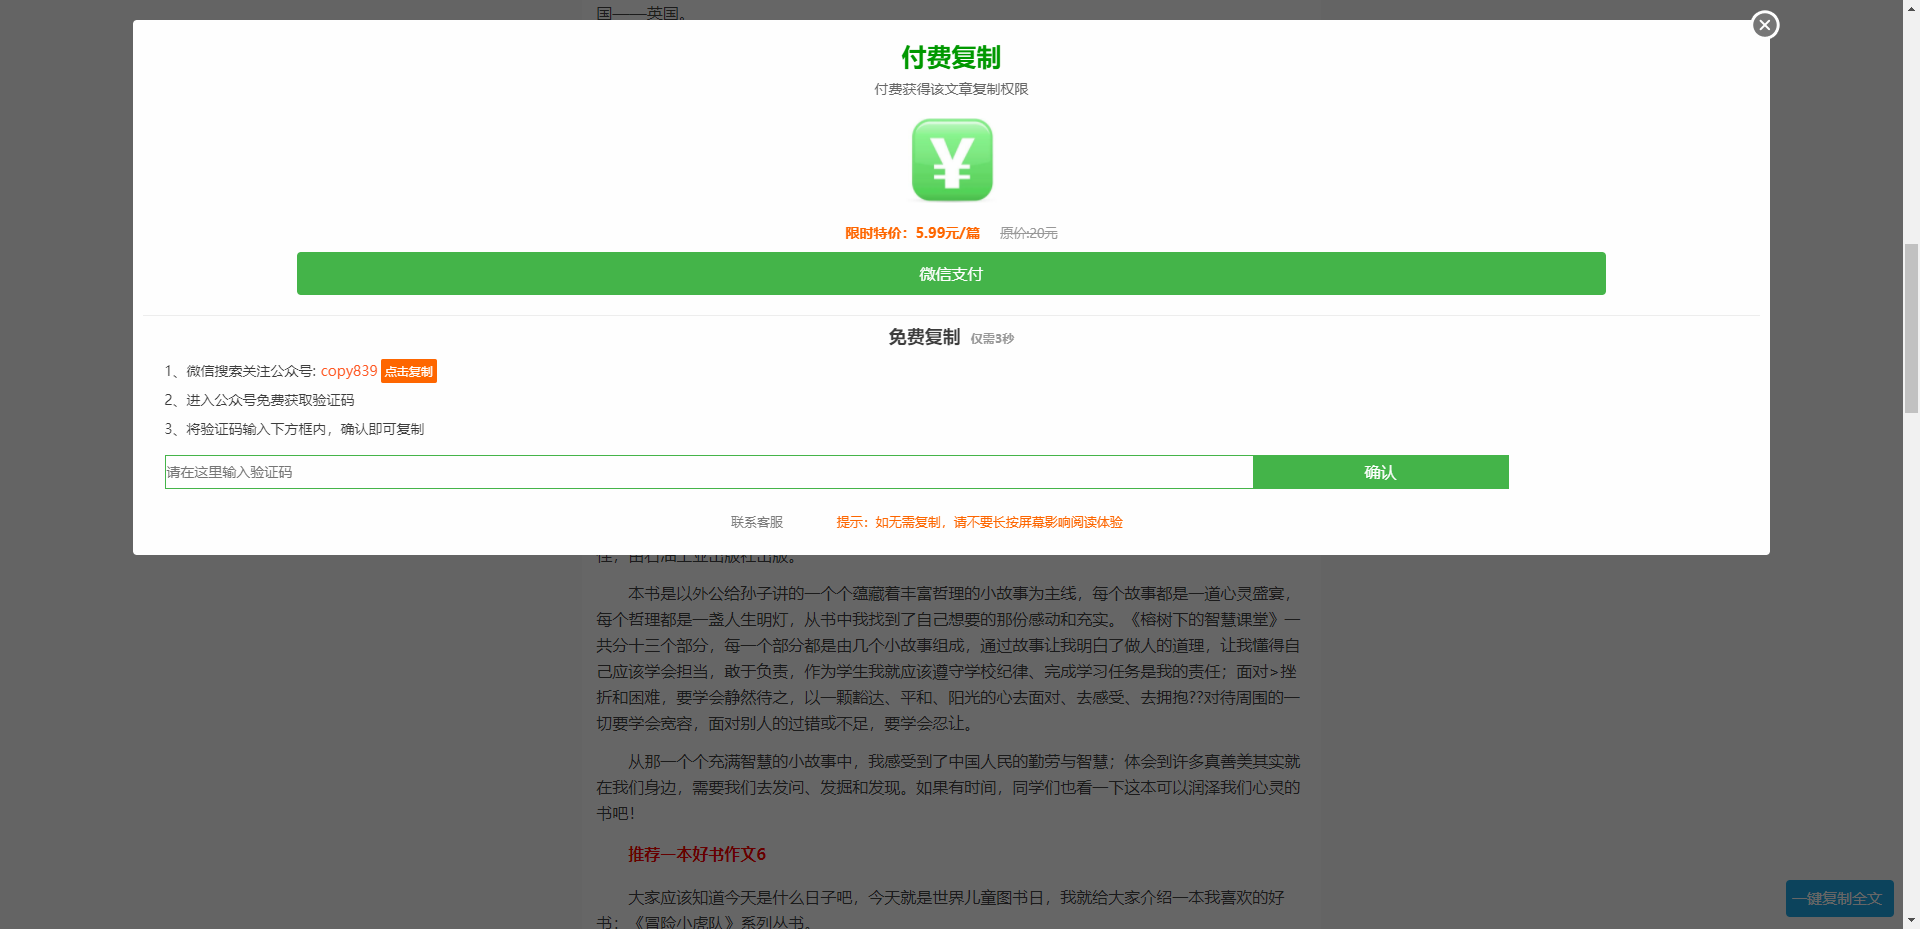 国——英国。
付费复制
付费获得该文章复制权限
¥
限时特价：5.99元/篇 原价:20元
微信支付
免费复制 仅需3秒
1、微信搜索关注公众号: copy839 点击复制
2、进入公众号免费获取验证码
3、将验证码输入下方框内，确认即可复制
请在这里输入验证码 确认
联系客服 提示：如无需复制，请不要长按屏幕影响阅读体验
佳，由石油工业出版社出版。
本书是以外公给孙子讲的一个个蕴藏着丰富哲理的小故事为主线，每个故事都是一道心灵盛宴，
每个哲理都是一盏人生明灯，从书中我找到了自己想要的那份感动和充实。《榕树下的智慧课堂》一
共分十三个部分，每一个部分都是由几个小故事组成，通过故事让我明白了做人的道理，让我懂得自
己应该学会担当，敢于负责，作为学生我就应该遵守学校纪律、完成学习任务是我的责任；面对>挫
折和困难，要学会静然待之，以一颗豁达、平和、阳光的心去面对、去感受、去拥抱??对待周围的一
切要学会宽容，面对别人的过错或不足，要学会忍让。
从那一个个充满智慧的小故事中，我感受到了中国人民的勤劳与智慧；体会到许多真善美其实就
在我们身边，需要我们去发问、发掘和发现。如果有时间，同学们也看一下这本可以润泽我们心灵的
书吧！
推荐一本好书作文6
大家应该知道今天是什么日子吧，今天就是世界儿童图书日，我就给大家介绍一本我喜欢的好
书：《冒险小虎队》系列丛书。
一键复制全文